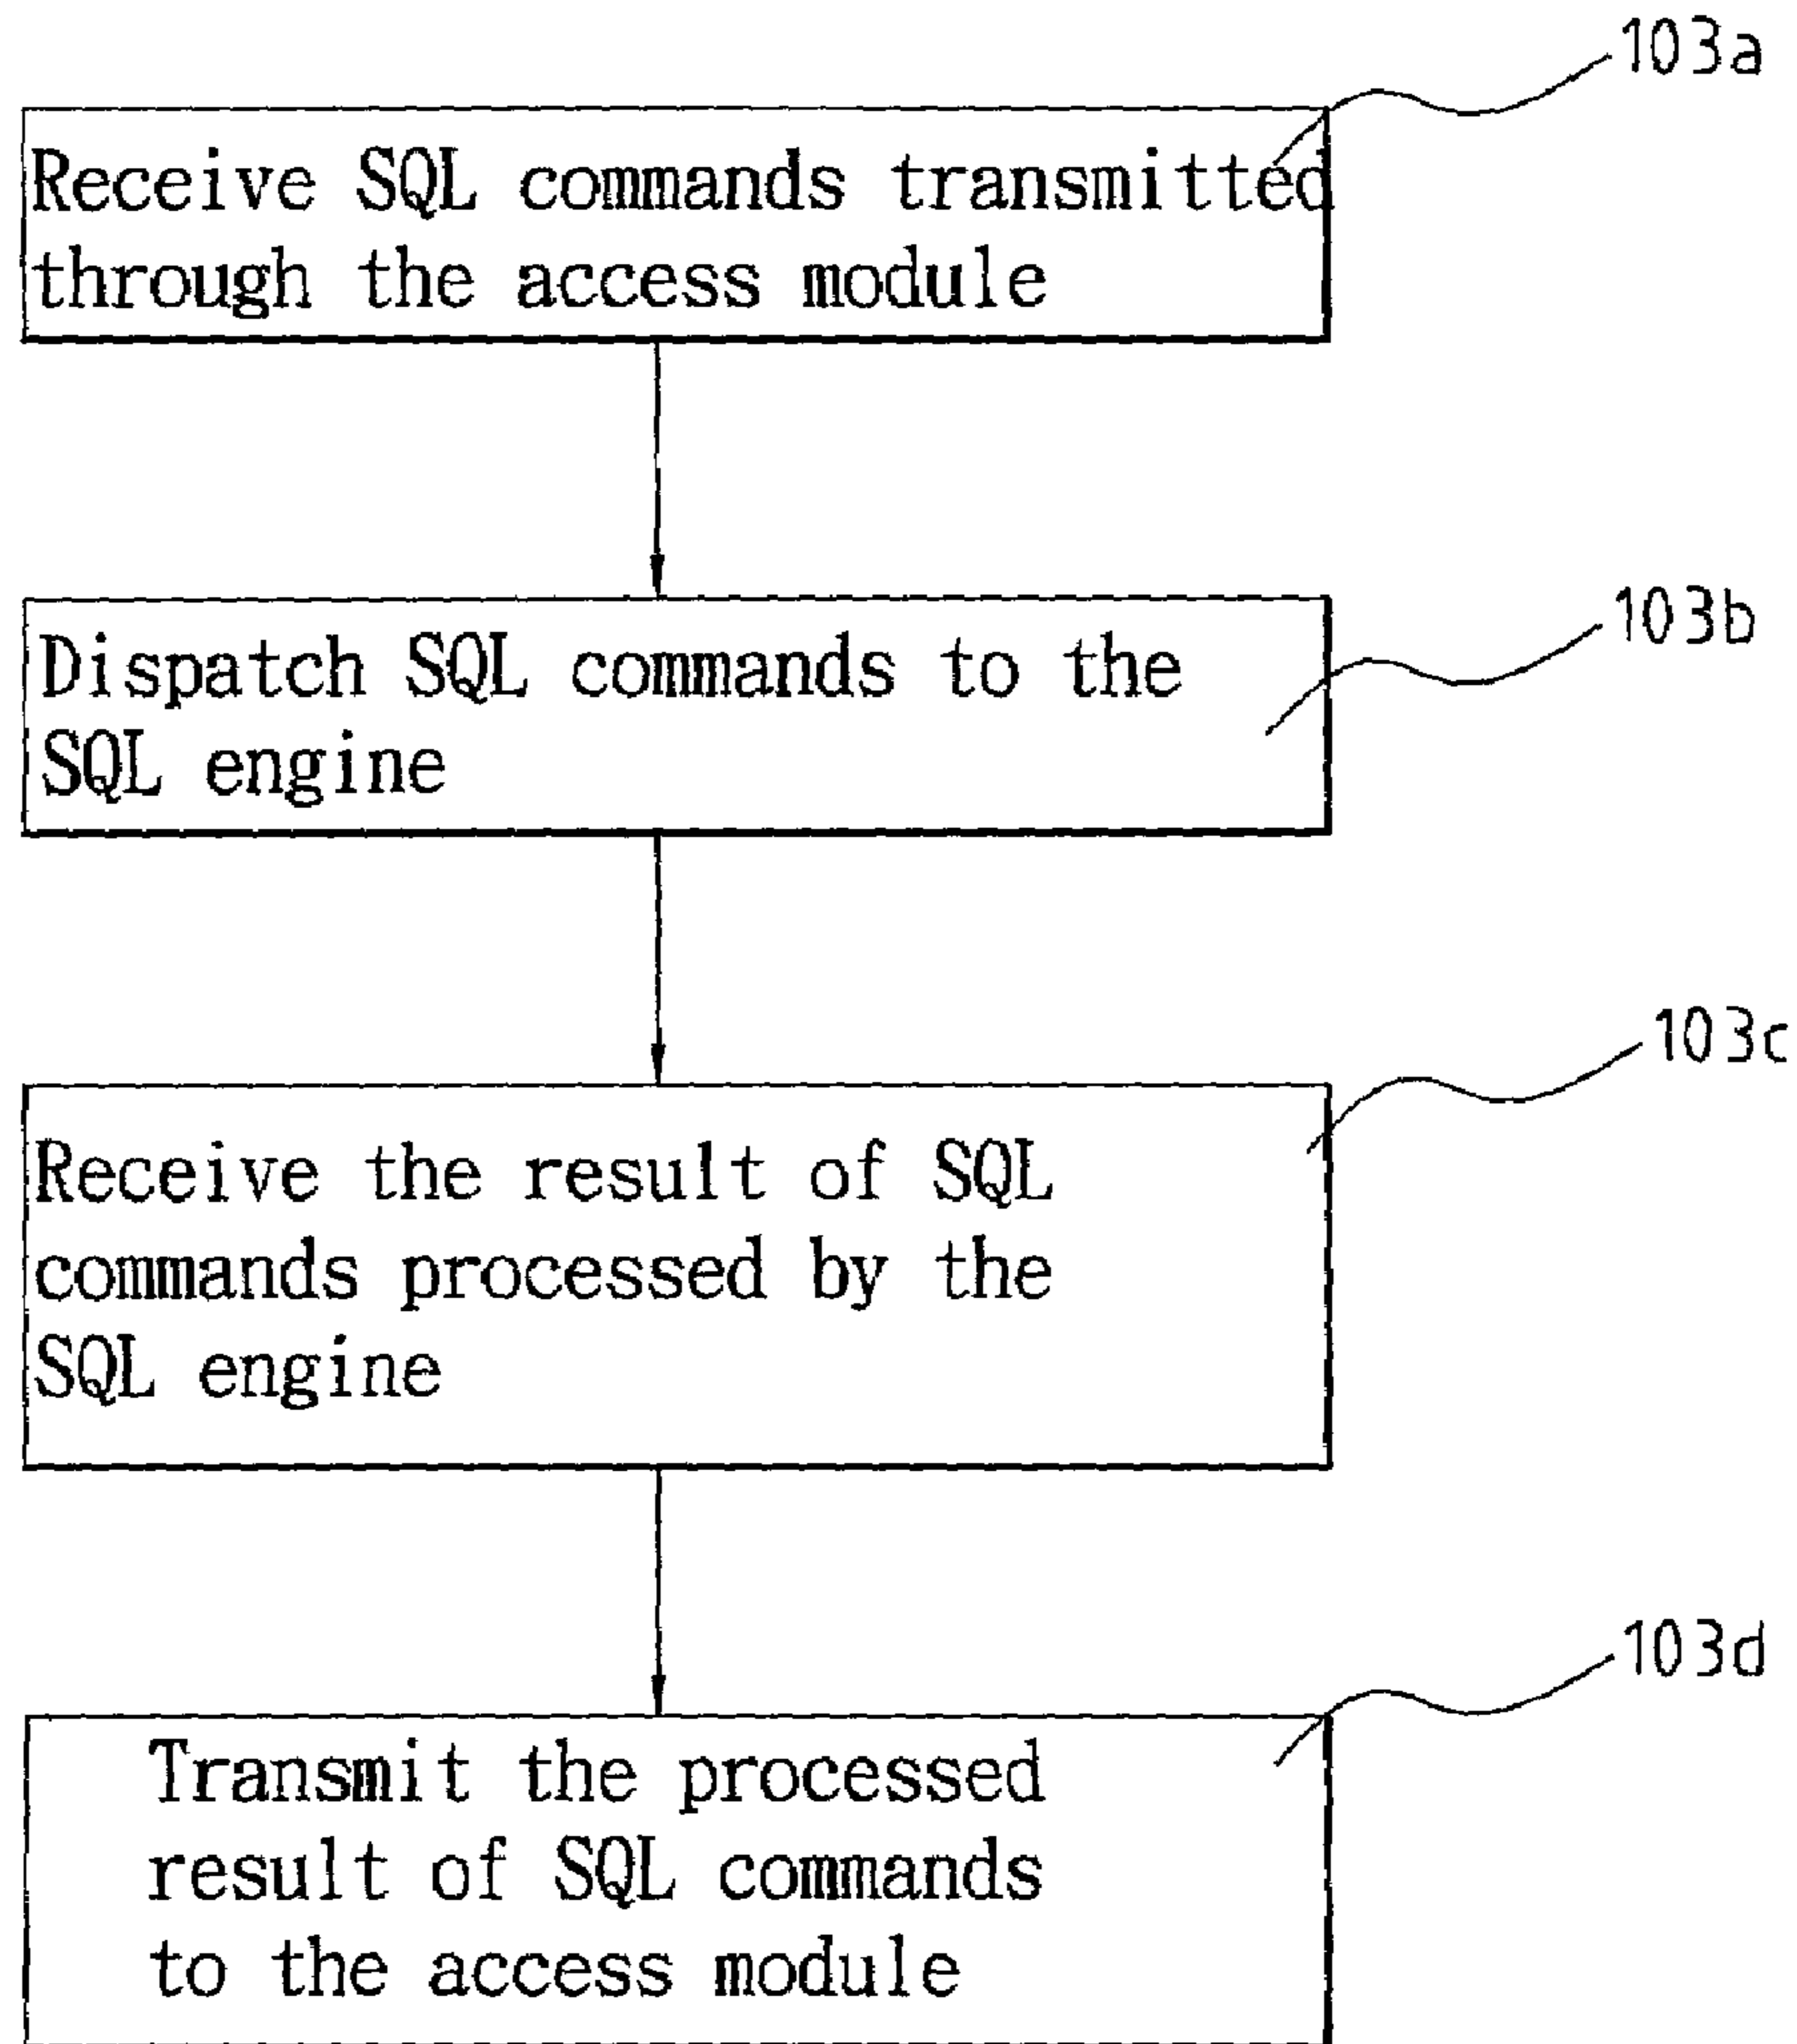 103a
Receive SQL commands transmitted
through the access module
103b
Dispatch SQL commands to the
SQL engine
103c
Receive the result of SQL
commands processed by the
SQL engine
103d
Transmit the processed
result of SQL commands
to the access module